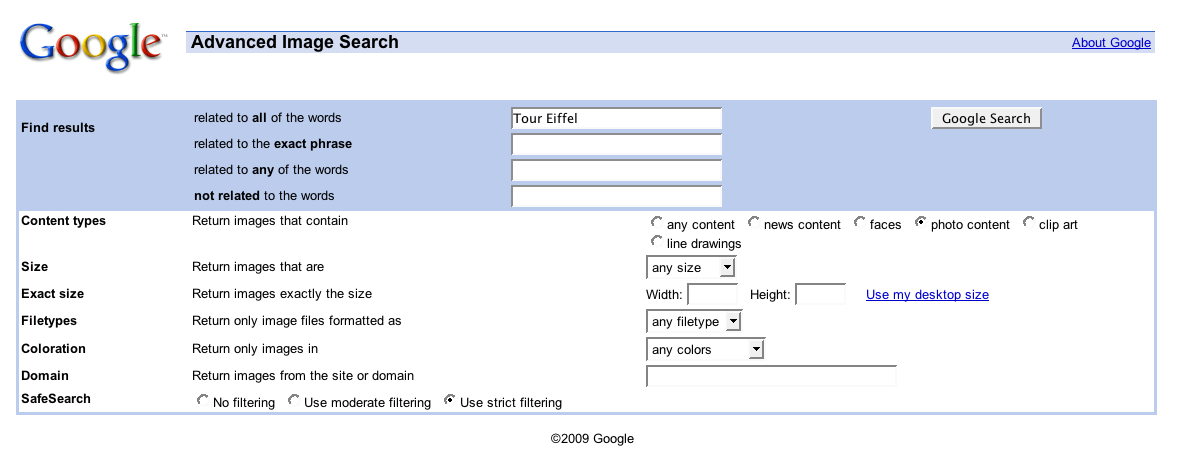 Google™ Advanced Image Search About Google
Find results
related to all of the words Tour Eiffel Google Search
related to the exact phrase
related to any of the words
not related to the words
Content types Return images that contain any content news content faces photo content clip art
line drawings
Size Return images that are any size
Exact size Return images exactly the size Width: Height: Use my desktop size
Filetypes Return only image files formatted as any filetype
Coloration Return only images in any colors
Domain Return images from the site or domain
SafeSearch No filtering Use moderate filtering Use strict filtering
©2009 Google